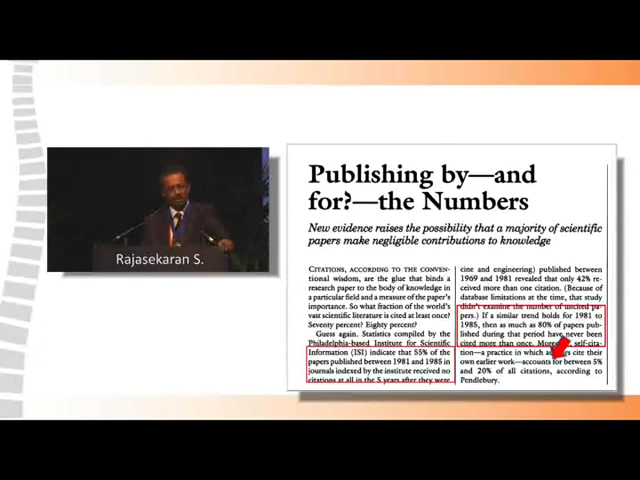 Rajasekaran S.
Publishing by—and
for?—the Numbers
New evidence raises the possibility that a majority of scientific
papers make negligible contributions to knowledge
CITATIONS, ACCORDING TO THE CONVEN-
tional wisdom, are the glue that binds a
research paper to the body of knowledge in
a particular field and a measure of the paper's
importance. So what fraction of the world's
vast scientific literature is cited at least once?
Seventy percent? Eighty percent?
Guess again. Statistics compiled by the
Philadelphia-based Institute for Scientific
Information (ISI) indicate that 55% of the
papers published between 1981 and 1985 in
journals indexed by the institute received no
citations at all in the 5 years after they were
cine and engineering) published between
1969 and 1981 revealed that only 42% re-
ceived more than one citation. (Because of
database limitations at the time, that study
didn't examine the number of uncited pa-
pers.) If a similar trend holds for 1981 to
1985, then as much as 80% of papers pub-
lished during that period have never been
cited more than once. self-cita-
tion—a practice in which cite their
own earlier work—accounts for between 5%
and 20% of all citations, according to
Pendlebury.